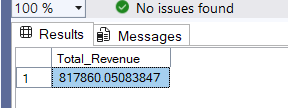 100 %
No issues found
Results
Messages
Total_Revenue
1
817860.05083847